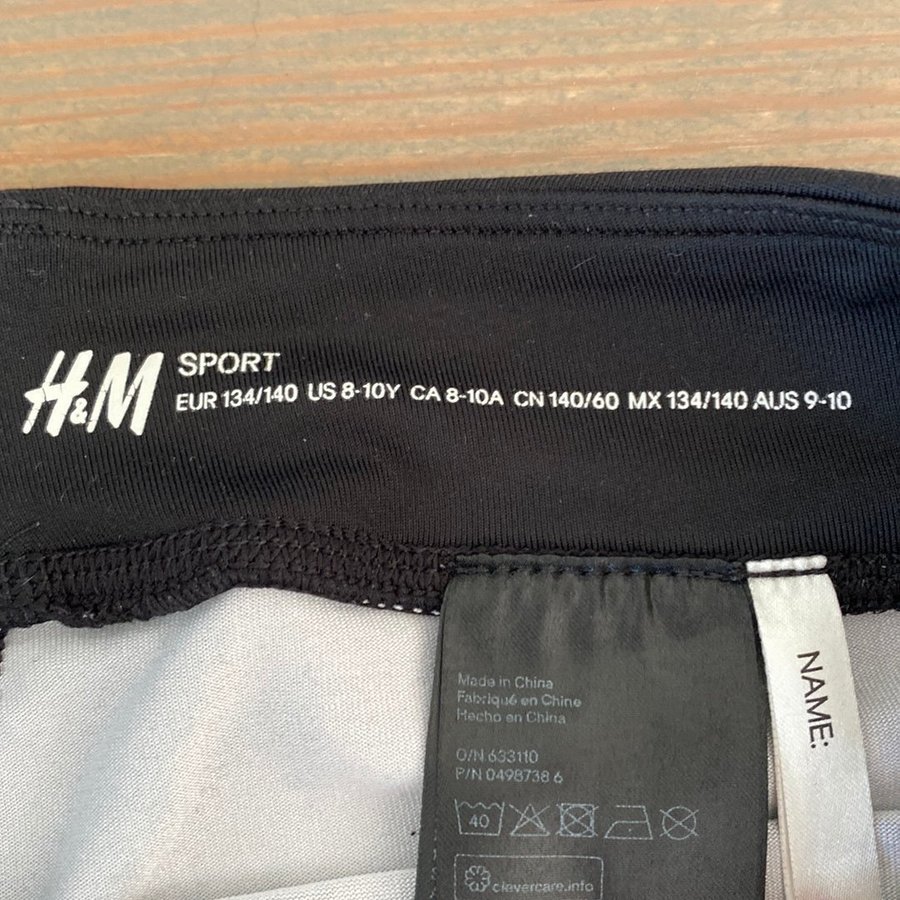 H&M SPORT
EUR 134/140 US 8-10Y CA 8-10A CN 140/60 MX 134/140 AUS 9-10
Made in China
Fabriqué en Chine
Hecho en China
O/N 633110
P/N 0498738 6
40
clevercare.info
NAME: